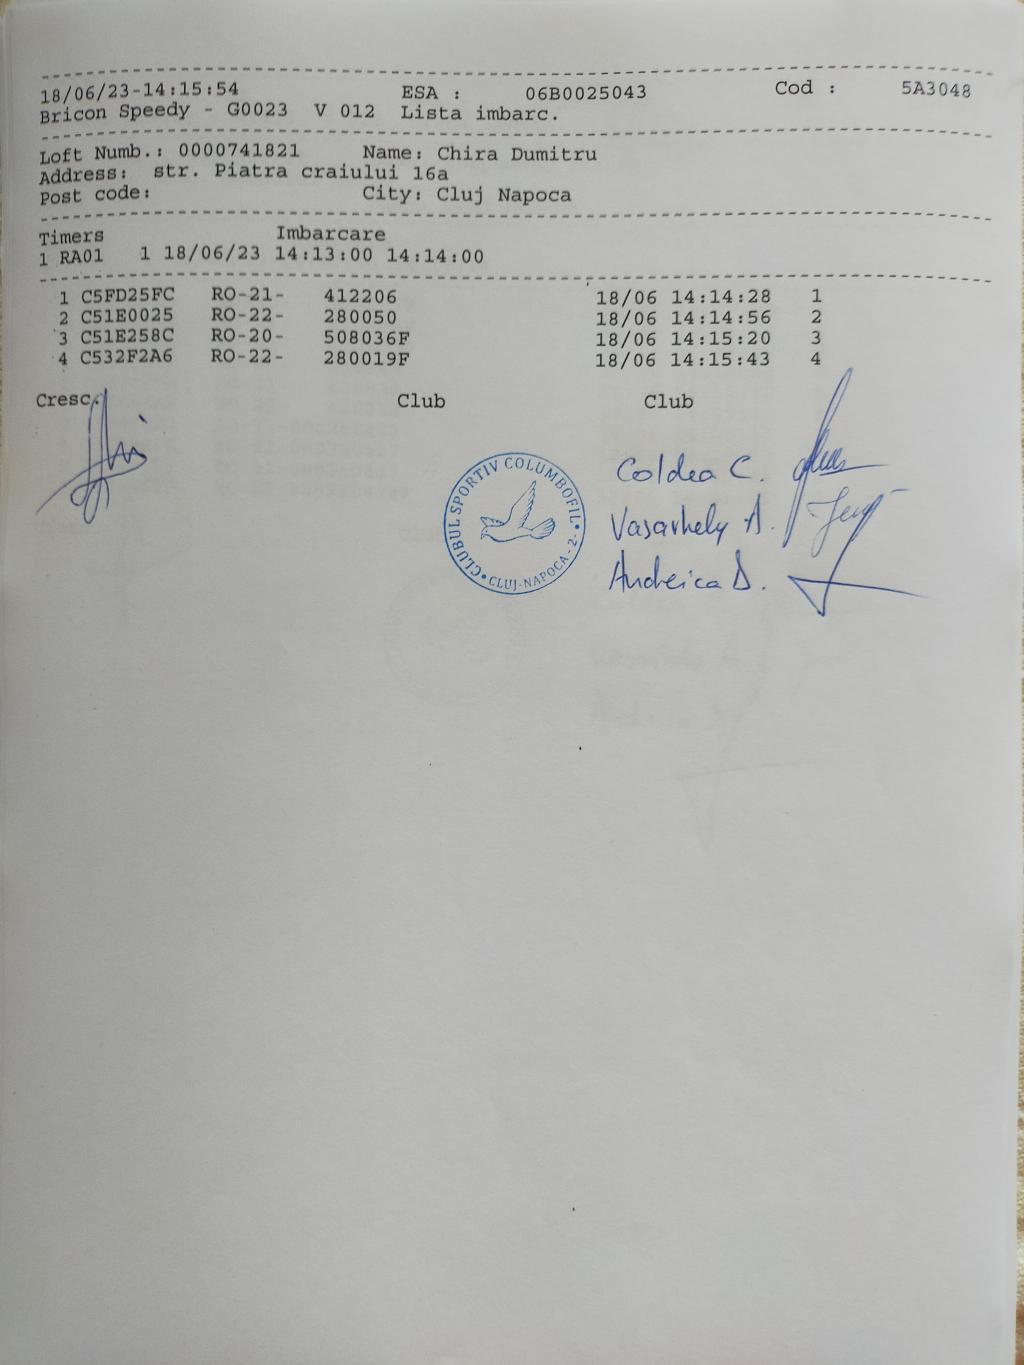 18/06/23-14:15:54 ESA : 06B0025043 Cod : 5A3048
Bricon Speedy - G0023 V 012 Lista imbarc.
Loft Numb.: 0000741821 Name: Chira Dumitru
Address: str. Piatra craiului 16a
Post code: City: Cluj Napoca
Timers Imbarcare
1 RA01 1 18/06/23 14:13:00 14:14:00
1 C5FD25FC RO-21- 412206 18/06 14:14:28 1
2 C51E0025 RO-22- 280050 18/06 14:14:56 2
3 C51E258C RO-20- 508036F 18/06 14:15:20 3
4 C532F2A6 RO-22- 280019F 18/06 14:15:43 4
Cresc. Club Club
CLUBUL SPORTIV COLUMBOFIL
CLUJ-NAPOCA-2-
Coldea C.
Vasarhely A.
Andreica D.